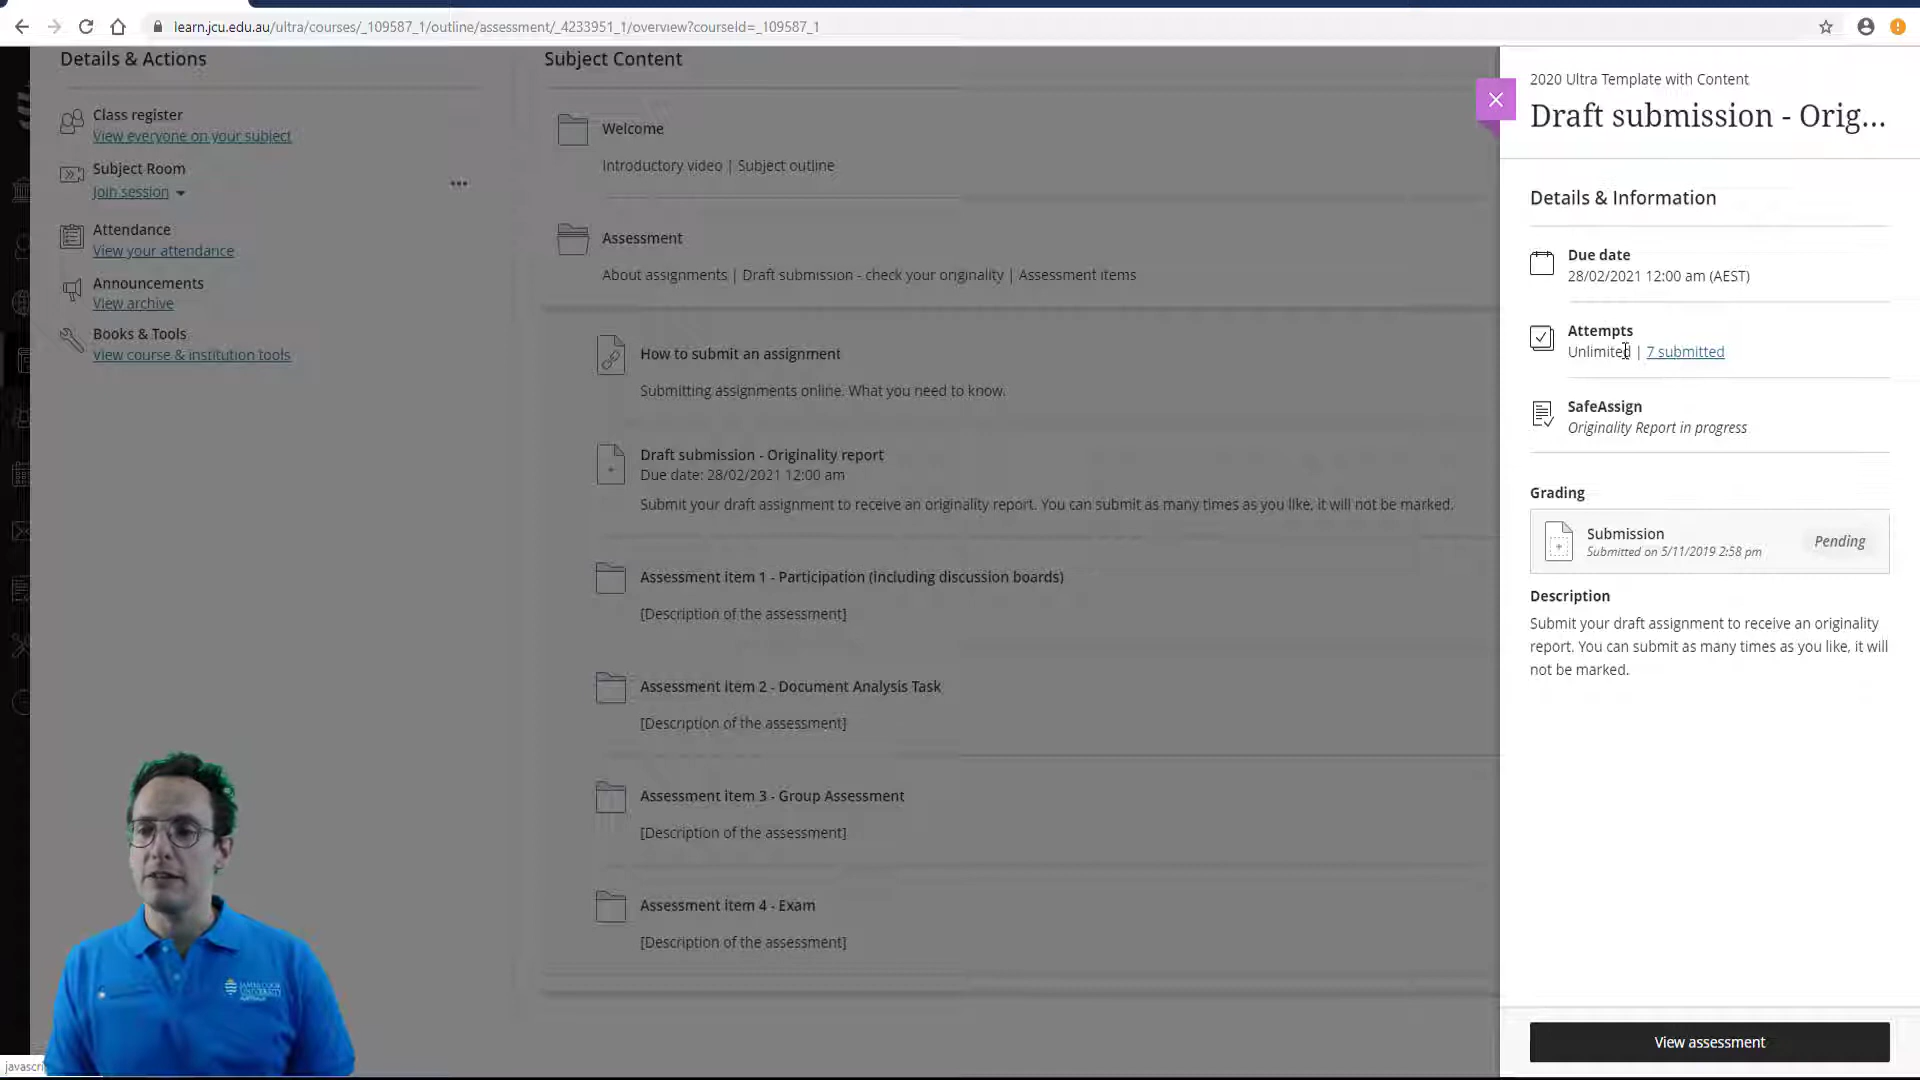 learn.jcu.edu.au/ultra/courses/_109587_1/outline/assessment/_4233951_1/overview?courseId=_109587_1
Details & Actions
Class register
View everyone on your subject
Subject Room
Join session
Attendance
View your attendance
Announcements
View archive
Books & Tools
View course & institution tools
Subject Content
Welcome
Introductory video | Subject outline
Assessment
About assignments | Draft submission - check your originality | Assessment items
How to submit an assignment
Submitting assignments online. What you need to know.
Draft submission - Originality report
Due date: 28/02/2021 12:00 am
Submit your draft assignment to receive an originality report. You can submit as many times as you like, it will not be marked.
Assessment item 1 - Participation (including discussion boards)
[Description of the assessment]
Assessment item 2 - Document Analysis Task
[Description of the assessment]
Assessment item 3 - Group Assessment
[Description of the assessment]
Assessment item 4 - Exam
[Description of the assessment]
2020 Ultra Template with Content
Draft submission - Orig...
Details & Information
Due date
28/02/2021 12:00 am (AEST)
Attempts
Unlimited | 7 submitted
SafeAssign
Originality Report in progress
Grading
Submission
Submitted on 5/11/2019 2:58 pm
Pending
Description
Submit your draft assignment to receive an originality
report. You can submit as many times as you like, it will
not be marked.
View assessment
JAMES COOK
UNIVERSITY
AUSTRALIA
javascri